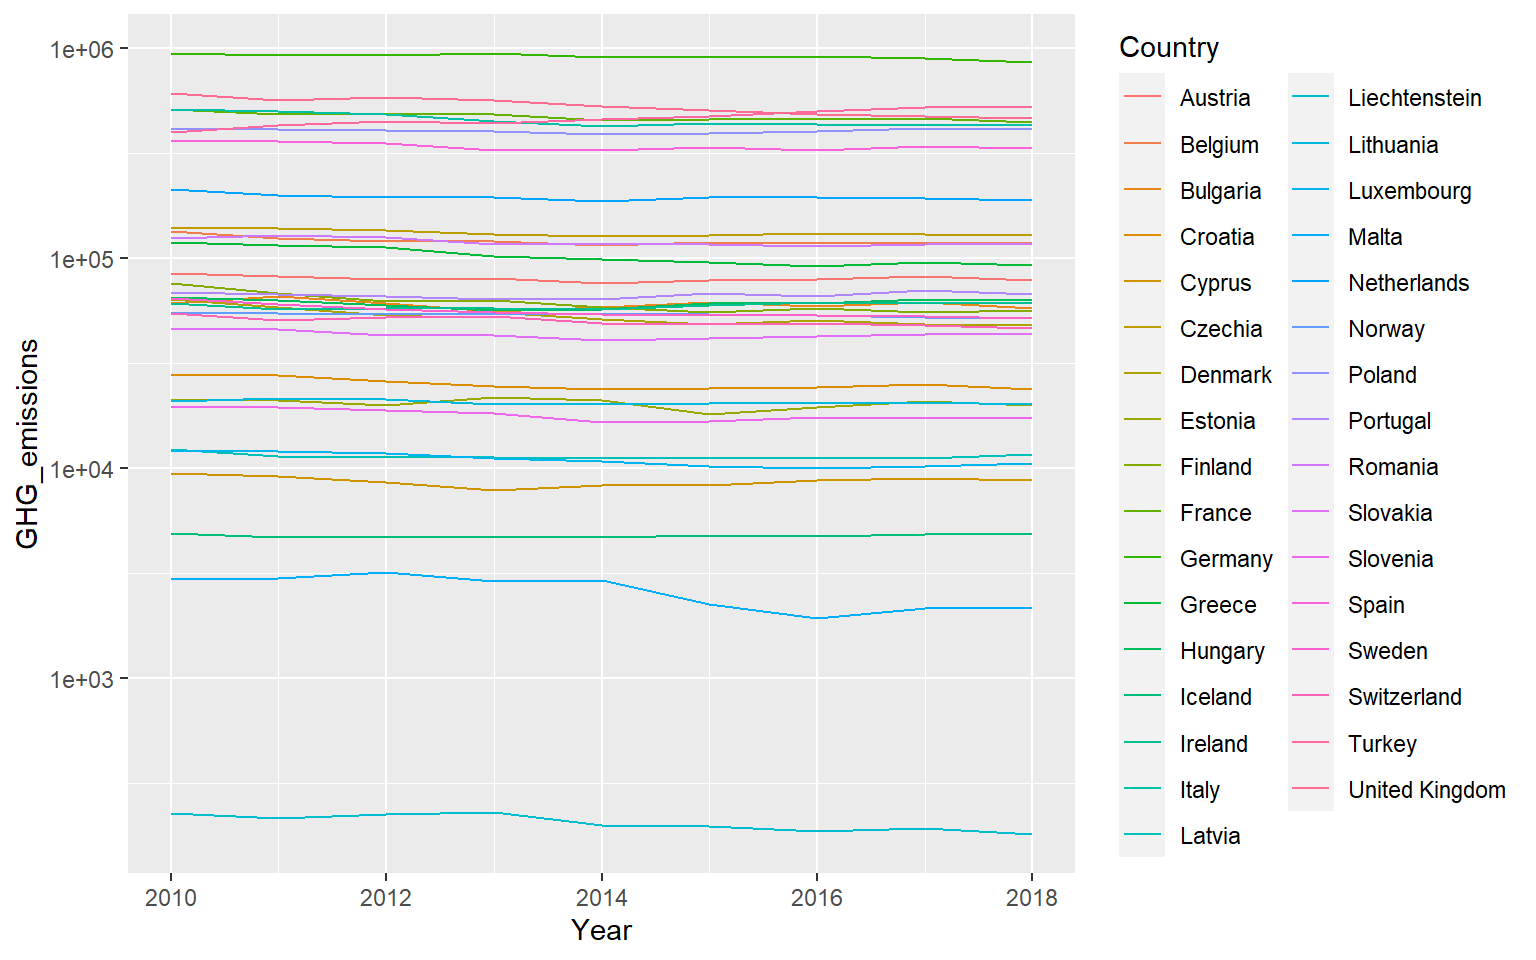 GHG_emissions
1e+06
1e+05
1e+04
1e+03
2010
2012
2014
2016
2018
Year
Country
Austria
Belgium
Bulgaria
Croatia
Cyprus
Czechia
Denmark
Estonia
Finland
France
Germany
Greece
Hungary
Iceland
Ireland
Italy
Latvia
Liechtenstein
Lithuania
Luxembourg
Malta
Netherlands
Norway
Poland
Portugal
Romania
Slovakia
Slovenia
Spain
Sweden
Switzerland
Turkey
United Kingdom